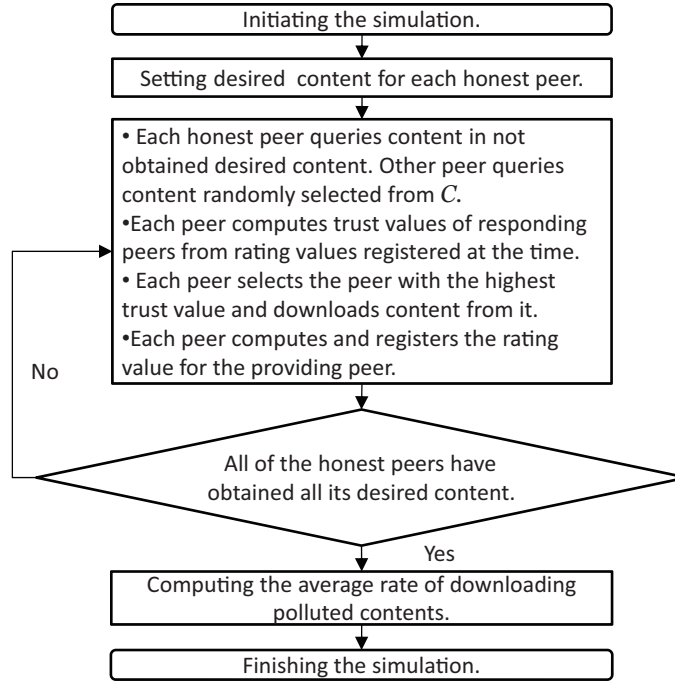 Initiating the simulation.
Setting desired content for each honest peer.
• Each honest peer queries content in not
obtained desired content. Other peer queries
content randomly selected from C.
•Each peer computes trust values of responding
peers from rating values registered at the time.
• Each peer selects the peer with the highest
trust value and downloads content from it.
•Each peer computes and registers the rating
value for the providing peer.
No
All of the honest peers have
obtained all its desired content.
Yes
Computing the average rate of downloading
polluted contents.
Finishing the simulation.